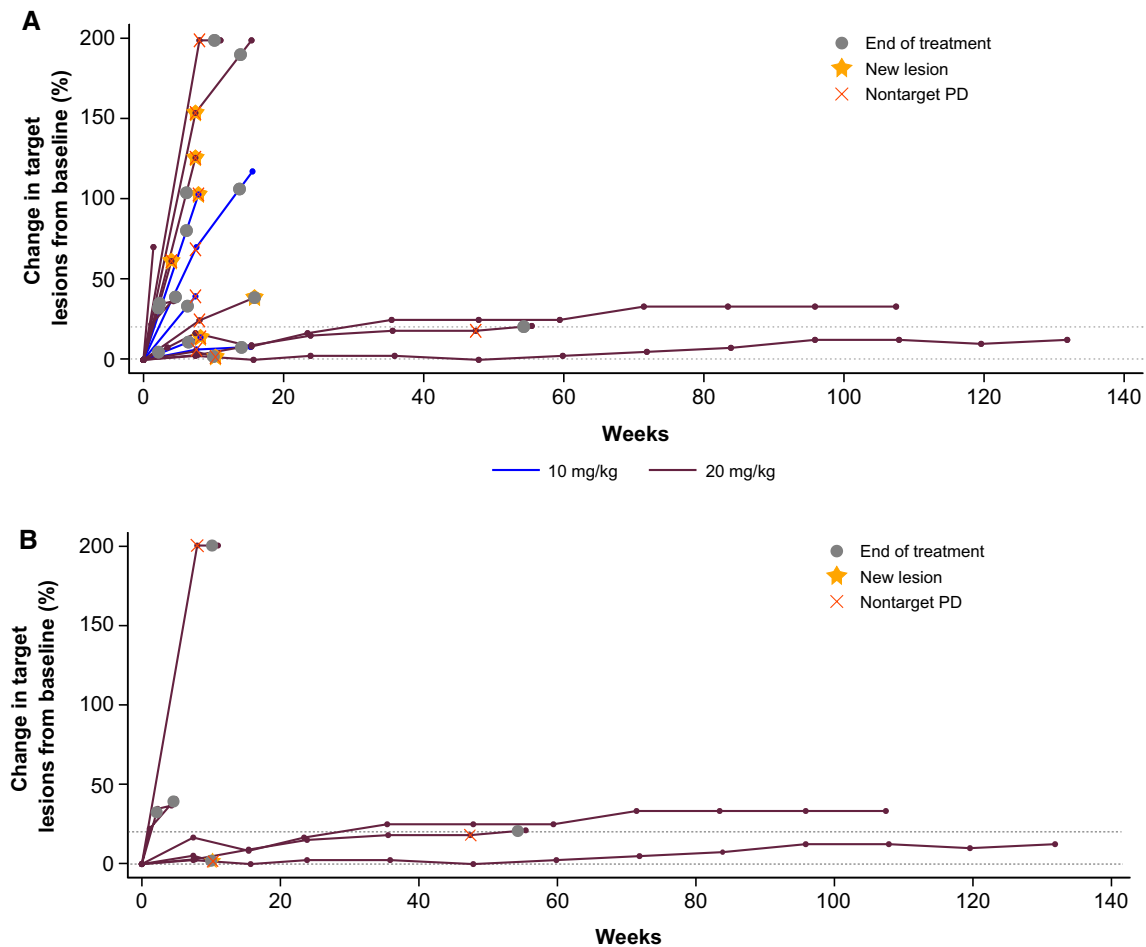 A
Change in target
lesions from baseline (%)
200
150
100
50
0
End of treatment
New lesion
Nontarget PD
0 20 40 60 80 100 120 140
Weeks
10 mg/kg 20 mg/kg
B
Change in target
lesions from baseline (%)
200
150
100
50
0
End of treatment
New lesion
Nontarget PD
0 20 40 60 80 100 120 140
Weeks